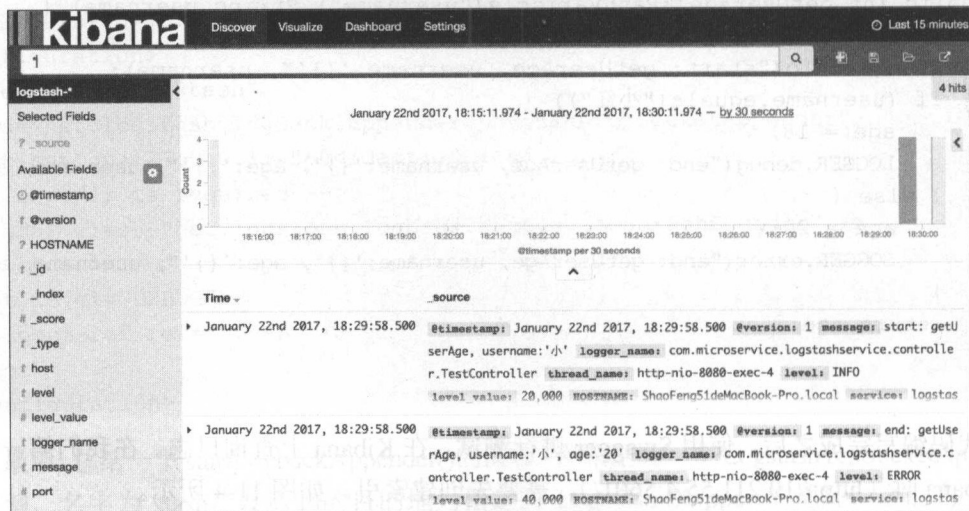 kibana
Discover Visualize Dashboard Settings
Last 15 minutes
1
logstash-*
4 hits
Selected Fields
? _source
Available Fields
@timestamp
t @version
? HOSTNAME
t _id
t _index
# _score
t _type
t host
t level
# level_value
t logger_name
t message
# port
January 22nd 2017, 18:15:11.974 - January 22nd 2017, 18:30:11.974 — by 30 seconds
Count
4
3
2
1
0
18:16:00 18:17:00 18:18:00 18:19:00 18:20:00 18:21:00 18:22:00 18:23:00 18:24:00 18:25:00 18:26:00 18:27:00 18:28:00 18:29:00 18:30:00
@timestamp per 30 seconds
Time _source
January 22nd 2017, 18:29:58.500 @timestamp: January 22nd 2017, 18:29:58.500 @version: 1 message: start: getU
serAge, username:'小' logger_name: com.microservice.logstashservice.controlle
r.TestController thread_name: http-nio-8080-exec-4 level: INFO
level_value: 20,000 HOSTNAME: ShaoFeng51deMacBook-Pro.local service: logstas
January 22nd 2017, 18:29:58.500 @timestamp: January 22nd 2017, 18:29:58.500 @version: 1 message: end: getUse
rAge, username:'小', age:'20' logger_name: com.microservice.logstashservice.c
ontroller.TestController thread_name: http-nio-8080-exec-4 level: ERROR
level_value: 40,000 HOSTNAME: ShaoFeng51deMacBook-Pro.local service: logstas